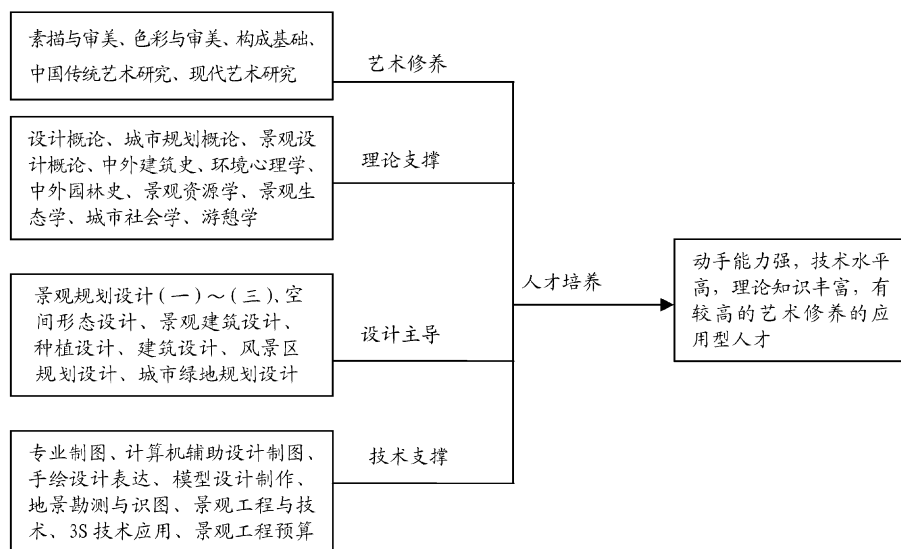 素描与审美、色彩与审美、构成基础、
中国传统艺术研究、现代艺术研究
艺术修养
设计概论、城市规划概论、景观设
计概论、中外建筑史、环境心理学、
中外园林史、景观资源学、景观生
态学、城市社会学、游憩学
理论支撑
景观规划设计(一)～(三)、空
间形态设计、景观建筑设计、
种植设计、建筑设计、风景区
规划设计、城市绿地规划设计
设计主导
专业制图、计算机辅助设计制图、
手绘设计表达、模型设计制作、
地景勘测与识图、景观工程与技
术、3S技术应用、景观工程预算
技术支撑
人才培养
动手能力强，技术水平
高，理论知识丰富，有
较高的艺术修养的应
用型人才